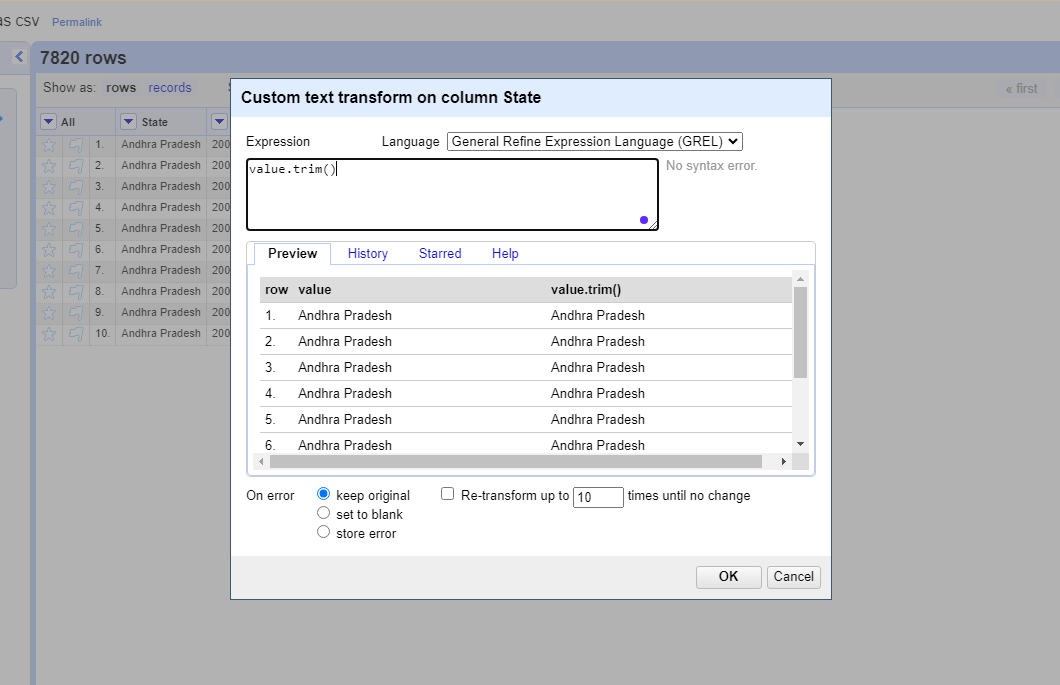 as CSV Permalink
7820 rows
Show as: rows records
« first
All State
1. Andhra Pradesh 200
2. Andhra Pradesh 200
3. Andhra Pradesh 200
4. Andhra Pradesh 200
5. Andhra Pradesh 200
6. Andhra Pradesh 200
7. Andhra Pradesh 200
8. Andhra Pradesh 200
9. Andhra Pradesh 200
10. Andhra Pradesh 200
Custom text transform on column State
Expression Language General Refine Expression Language (GREL)
value.trim()
No syntax error.
Preview History Starred Help
row value value.trim()
1. Andhra Pradesh Andhra Pradesh
2. Andhra Pradesh Andhra Pradesh
3. Andhra Pradesh Andhra Pradesh
4. Andhra Pradesh Andhra Pradesh
5. Andhra Pradesh Andhra Pradesh
6. Andhra Pradesh Andhra Pradesh
On error keep original Re-transform up to 10 times until no change
set to blank
store error
OK Cancel